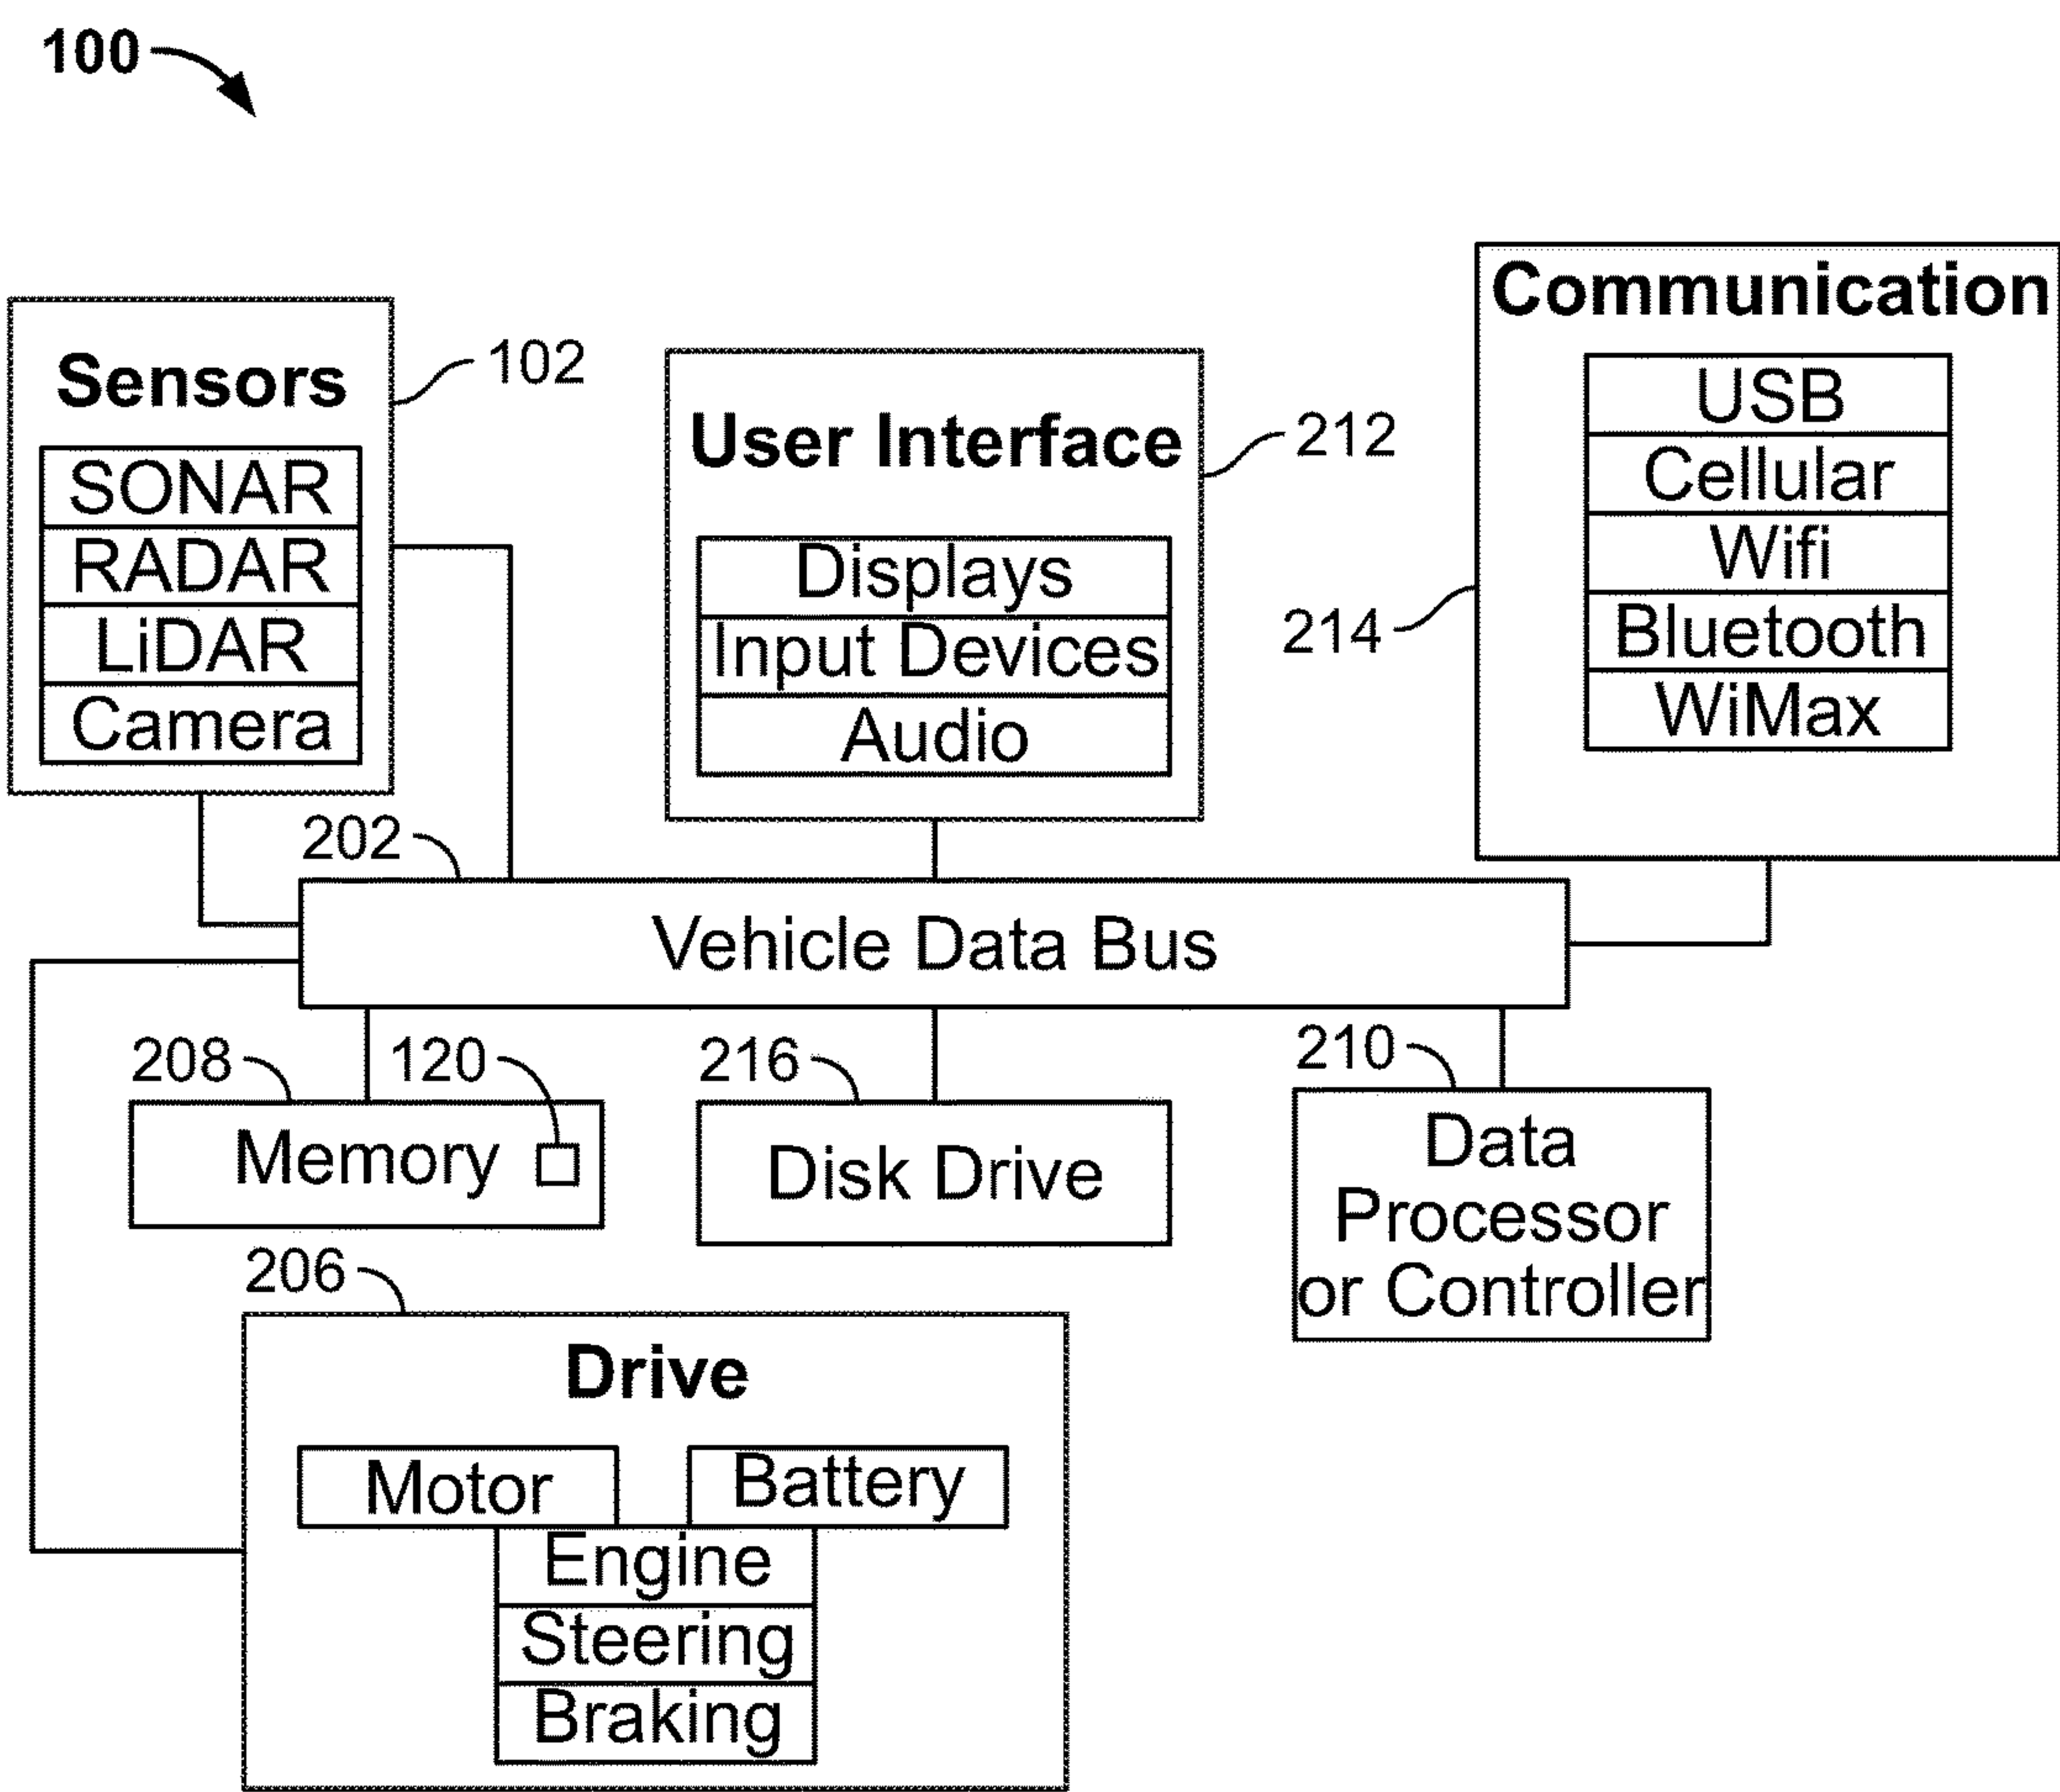 100
Sensors
102
SONAR
RADAR
LiDAR
Camera
User Interface
212
Displays
Input Devices
Audio
Communication
214
USB
Cellular
Wifi
Bluetooth
WiMax
202
Vehicle Data Bus
208
120
Memory
216
Disk Drive
210
Data
Processor
or Controller
206
Drive
Motor
Battery
Engine
Steering
Braking